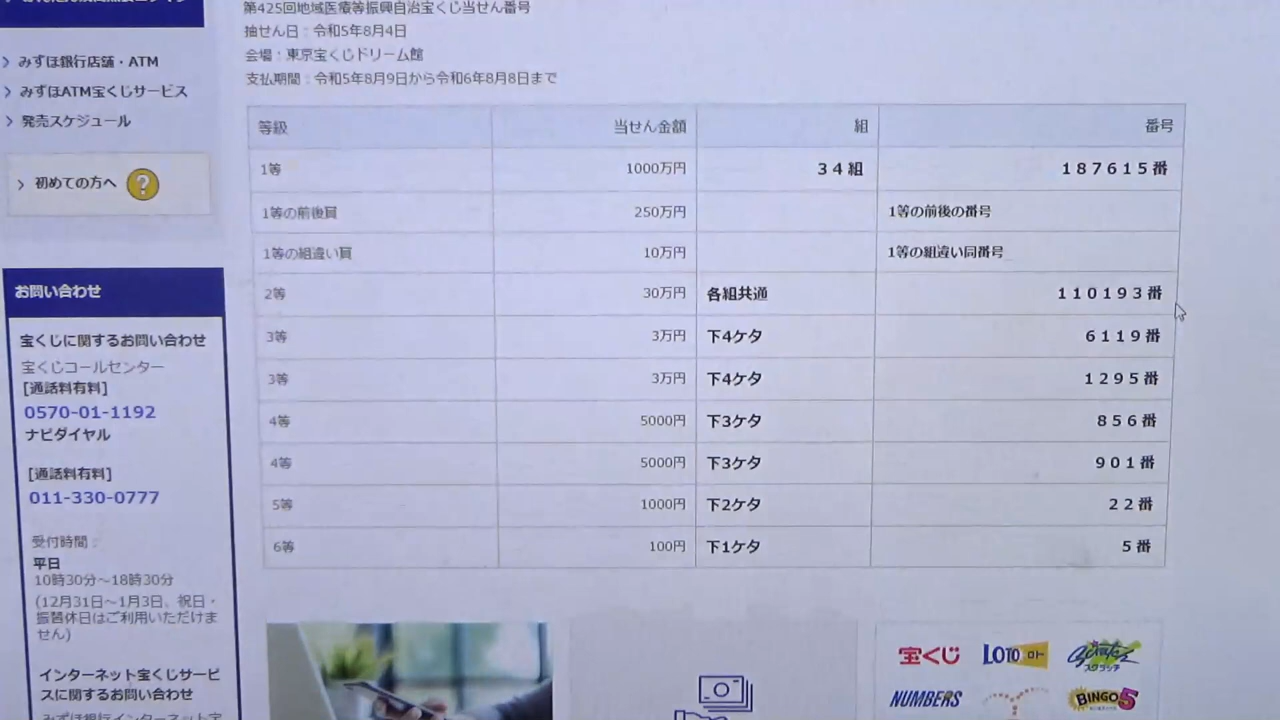 第425回地域医療等振興自治宝くじ当せん番号
抽せん日：令和5年8月4日
会場：東京宝くじドリーム館
支払期間：令和5年8月9日から令和6年8月8日まで
みずほ銀行店舗・ATM
みずほATM宝くじサービス
発売スケジュール
初めての方へ ?
等級 当せん金額 組 番号
1等 1000万円 34組 187615番
1等の前後賞 250万円 1等の前後の番号
1等の組違い賞 10万円 1等の組違い同番号
2等 30万円 各組共通 110193番
3等 3万円 下4ケタ 6119番
3等 3万円 下4ケタ 1295番
4等 5000円 下3ケタ 856番
4等 5000円 下3ケタ 901番
5等 1000円 下2ケタ 22番
6等 100円 下1ケタ 5番
お問い合わせ
宝くじに関するお問い合わせ
宝くじコールセンター
[通話料有料]
0570-01-1192
ナビダイヤル
[通話料有料]
011-330-0777
受付時間：
平日
10時30分～18時30分
(12月31日～1月3日、祝日・
振替休日はご利用いただけま
せん)
インターネット宝くじサービ
スに関するお問い合わせ
みずほ銀行インターネット宝
宝くじ LOTO ロト スクラッチ
NUMBERS BINGO5